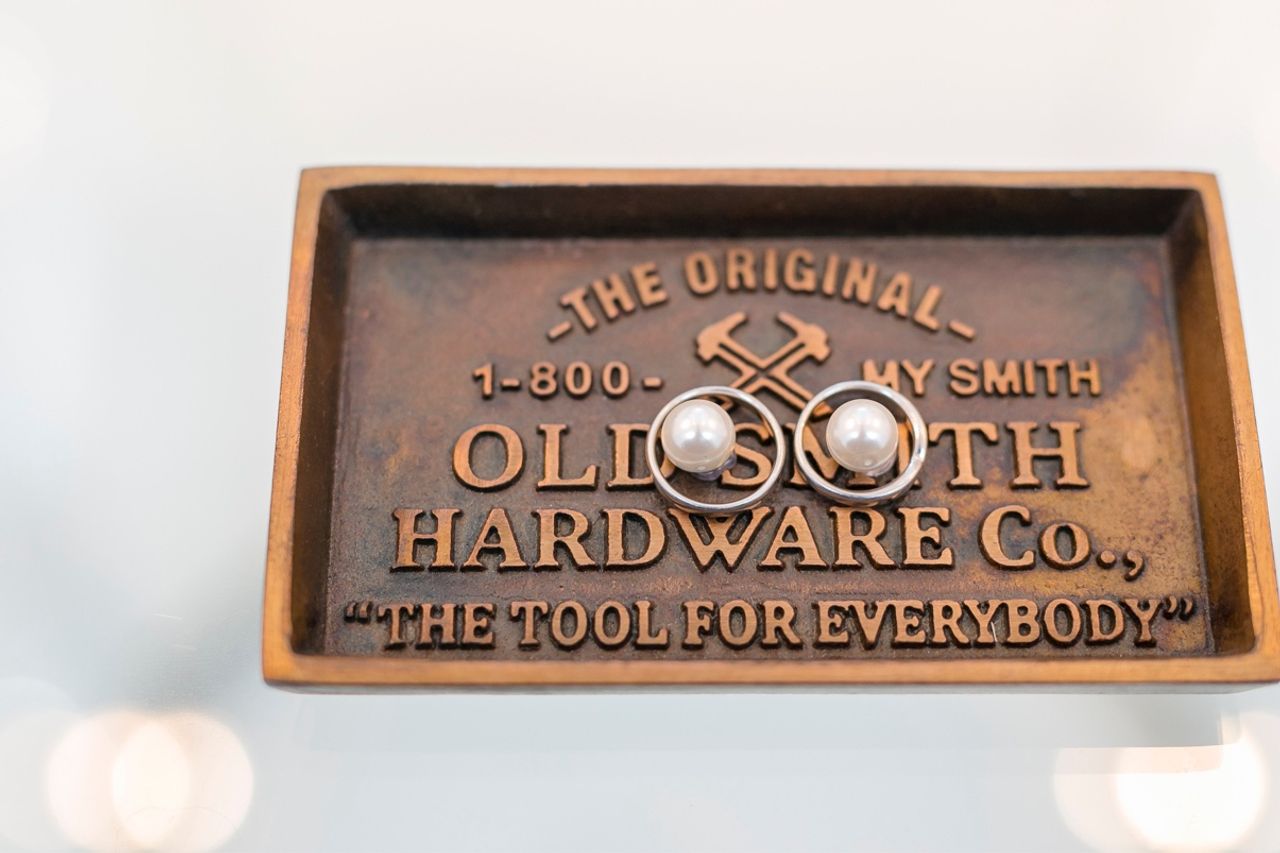 -THE ORIGINAL-
1-800- MY SMITH
OLD SMITH
HARDWARE Co.,
“THE TOOL FOR EVERYBODY”